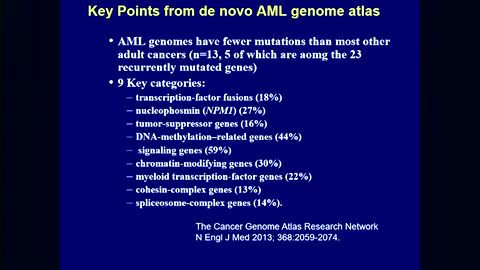 Key Points from de novo AML genome atlas
• AML genomes have fewer mutations than most other
adult cancers (n=13, 5 of which are aomg the 23
recurrently mutated genes)
• 9 Key categories:
– transcription-factor fusions (18%)
– nucleophosmin (NPM1) (27%)
– tumor-suppressor genes (16%)
– DNA-methylation–related genes (44%)
– signaling genes (59%)
– chromatin-modifying genes (30%)
– myeloid transcription-factor genes (22%)
– cohesin-complex genes (13%)
– spliceosome-complex genes (14%).
The Cancer Genome Atlas Research Network
N Engl J Med 2013; 368:2059-2074.